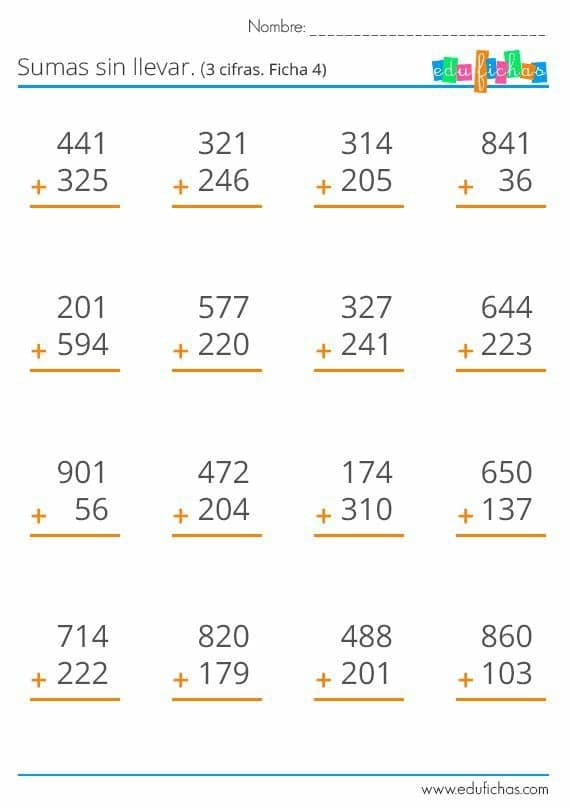 Nombre: ___________________________
Sumas sin llevar. (3 cifras. Ficha 4)
edufichas
441 321 314 841
+ 325 + 246 + 205 + 36
201 577 327 644
+ 594 + 220 + 241 + 223
901 472 174 650
+ 56 + 204 + 310 + 137
714 820 488 860
+ 222 + 179 + 201 + 103
www.edufichas.com